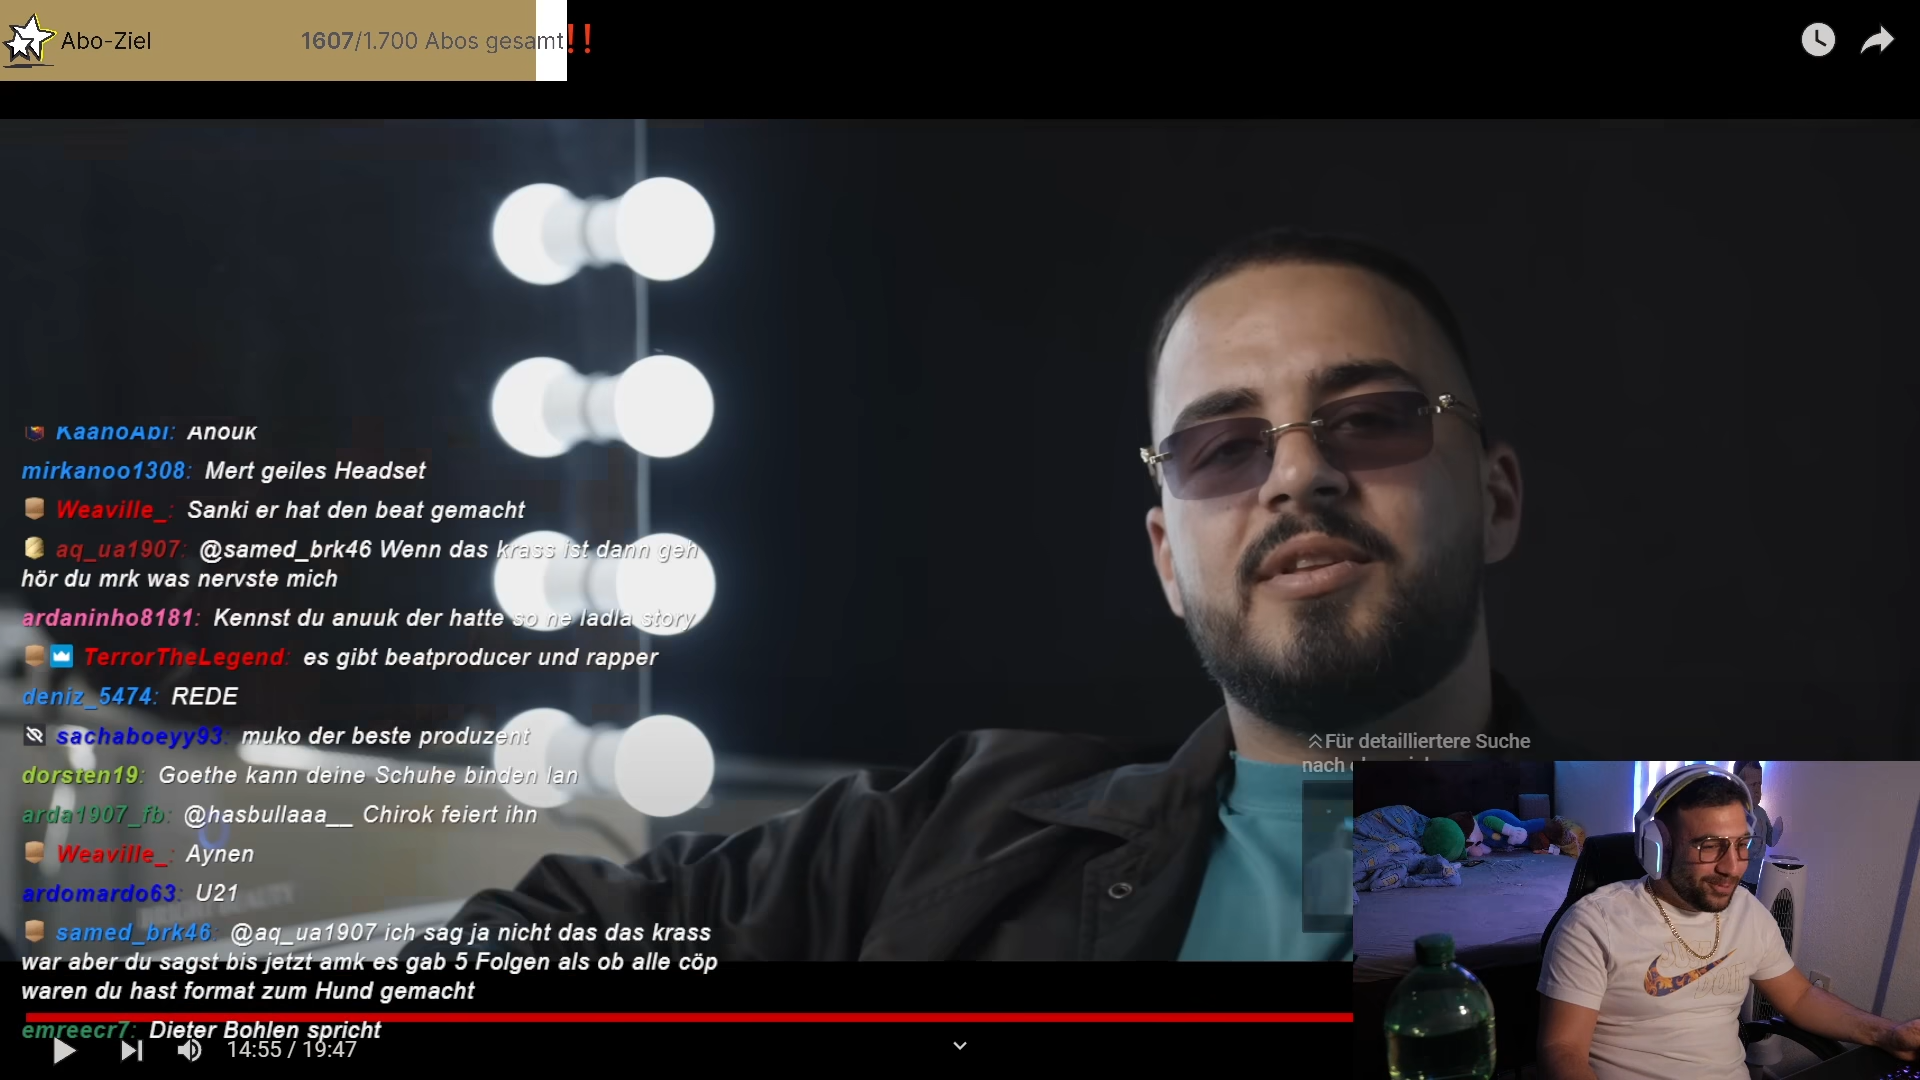 Abo-Ziel 1607/1.700 Abos gesamt!!
KaanoAbi: Anouk
mirkanoo1308: Mert geiles Headset
Weaville_: Sanki er hat den beat gemacht
aq_ua1907: @samed_brk46 Wenn das krass ist dann geh
hör du mrk was nervste mich
ardaninho8181: Kennst du anuuk der hatte so ne ladla story
TerrorTheLegend: es gibt beatproducer und rapper
deniz_5474: REDE
sachaboeyy93: muko der beste produzent
dorsten19: Goethe kann deine Schuhe binden lan
arda1907_fb: @hasbullaaa__ Chirok feiert ihn
Weaville_: Aynen
ardomardo63: U21
samed_brk46: @aq_ua1907 ich sag ja nicht das das krass
war aber du sagst bis jetzt amk es gab 5 Folgen als ob alle cöp
waren du hast format zum Hund gemacht
emreecr7: Dieter Bohlen spricht
14:55 / 19:47
Für detailliertere Suche
nach